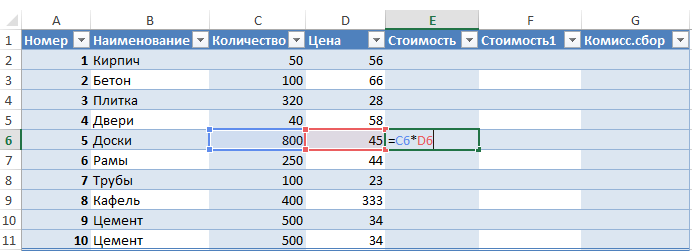 A B C D E F G
1 Номер Наименование Количество Цена Стоимость Стоимость1 Комисс.сбор
2 1 Кирпич 50 56
3 2 Бетон 100 66
4 3 Плитка 320 28
5 4 Двери 40 58
6 5 Доски 800 45 =C6*D6
7 6 Рамы 250 44
8 7 Трубы 100 23
9 8 Кафель 400 333
10 9 Цемент 500 34
11 10 Цемент 500 34